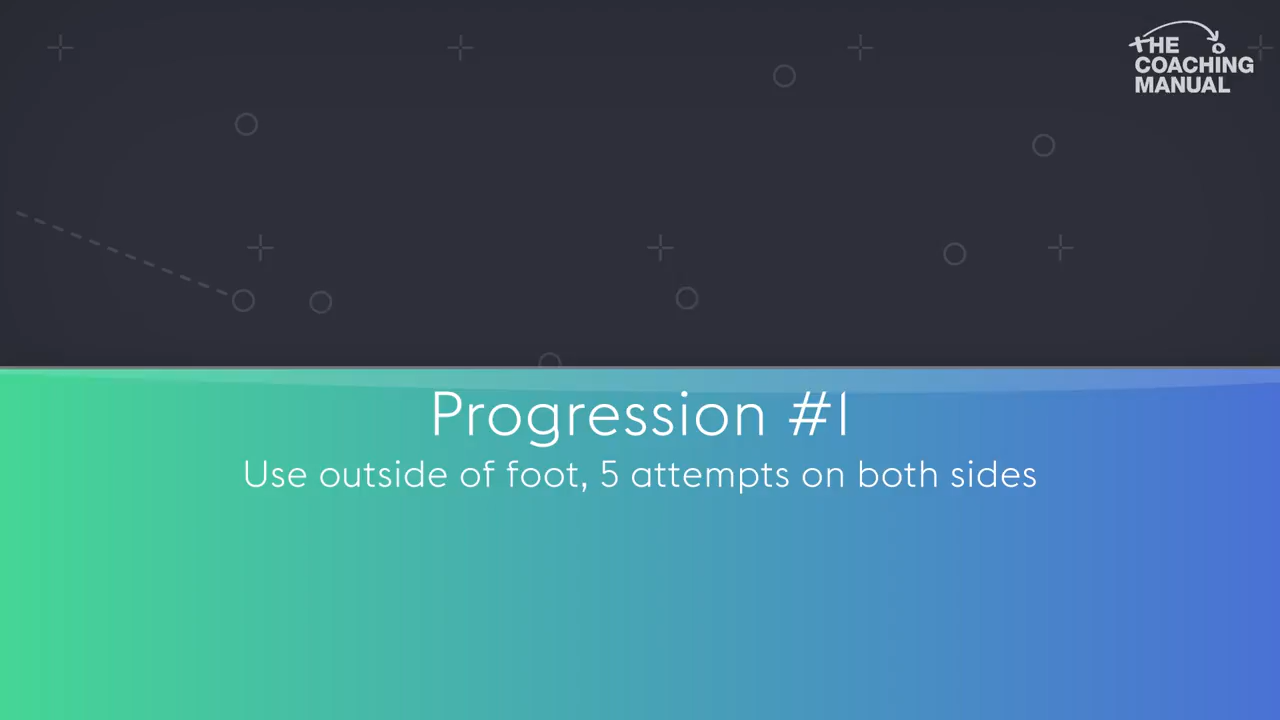 THE
COACHING
MANUAL
Progression #1
Use outside of foot, 5 attempts on both sides